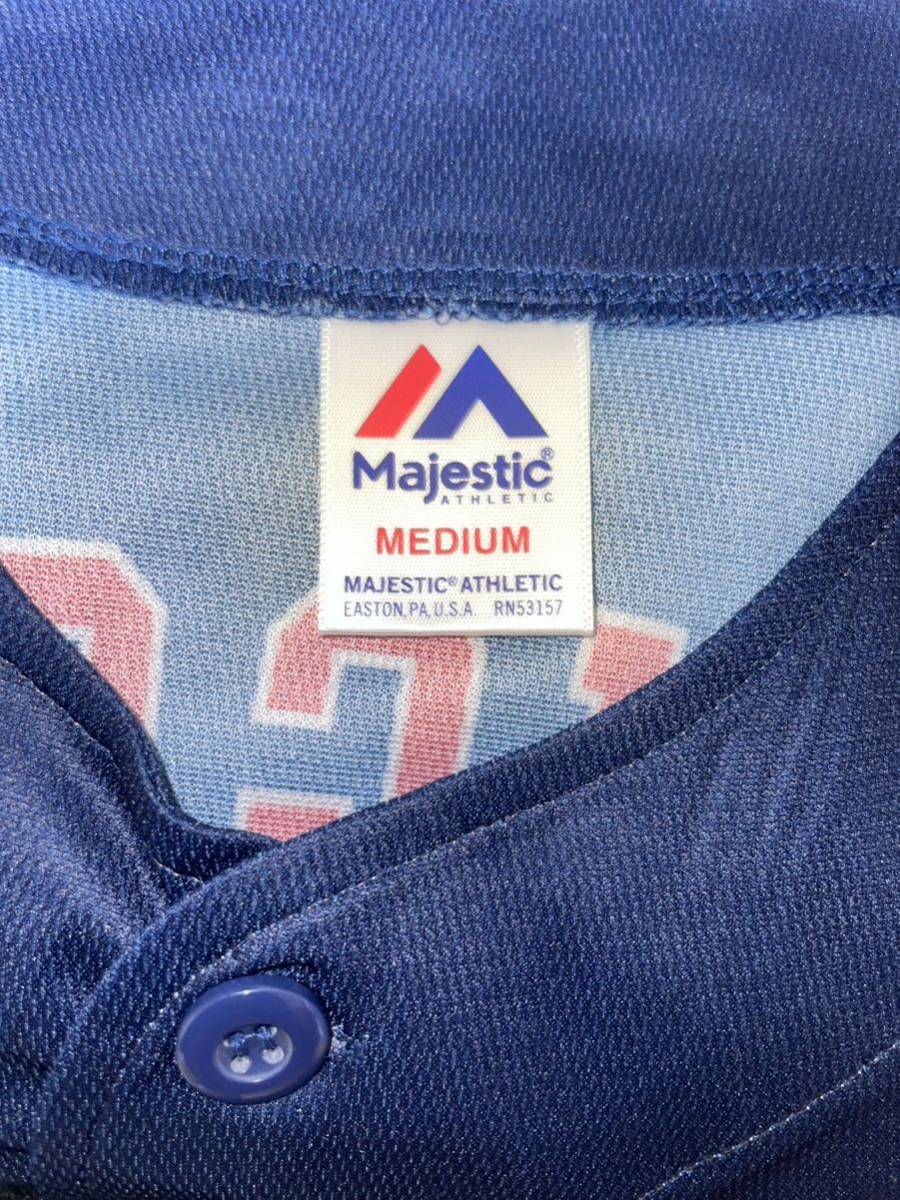 Majestic®
ATHLETIC
MEDIUM
MAJESTIC® ATHLETIC
EASTON, PA, U.S.A. RN53157